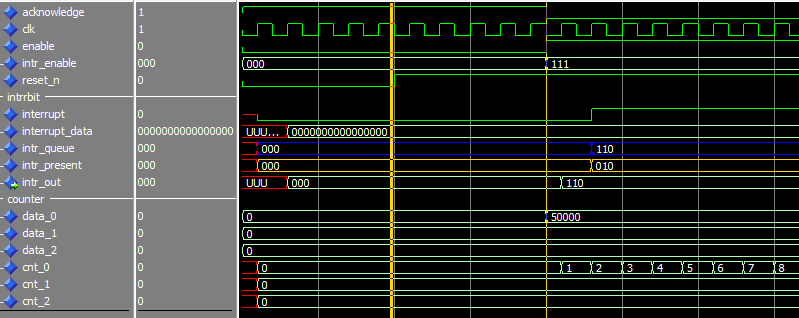 acknowledge 1
clk 1
enable 0
intr_enable 000 000 111
reset_n 0
intrrbit
interrupt 0
interrupt_data 0000000000000000 UUU... 0000000000000000
intr_queue 000 000 110
intr_present 000 000 010
intr_out 000 UUU 000 110
counter
data_0 0 0 50000
data_1 0 0
data_2 0 0
cnt_0 0 0 1 2 3 4 5 6 7 8
cnt_1 0 0
cnt_2 0 0